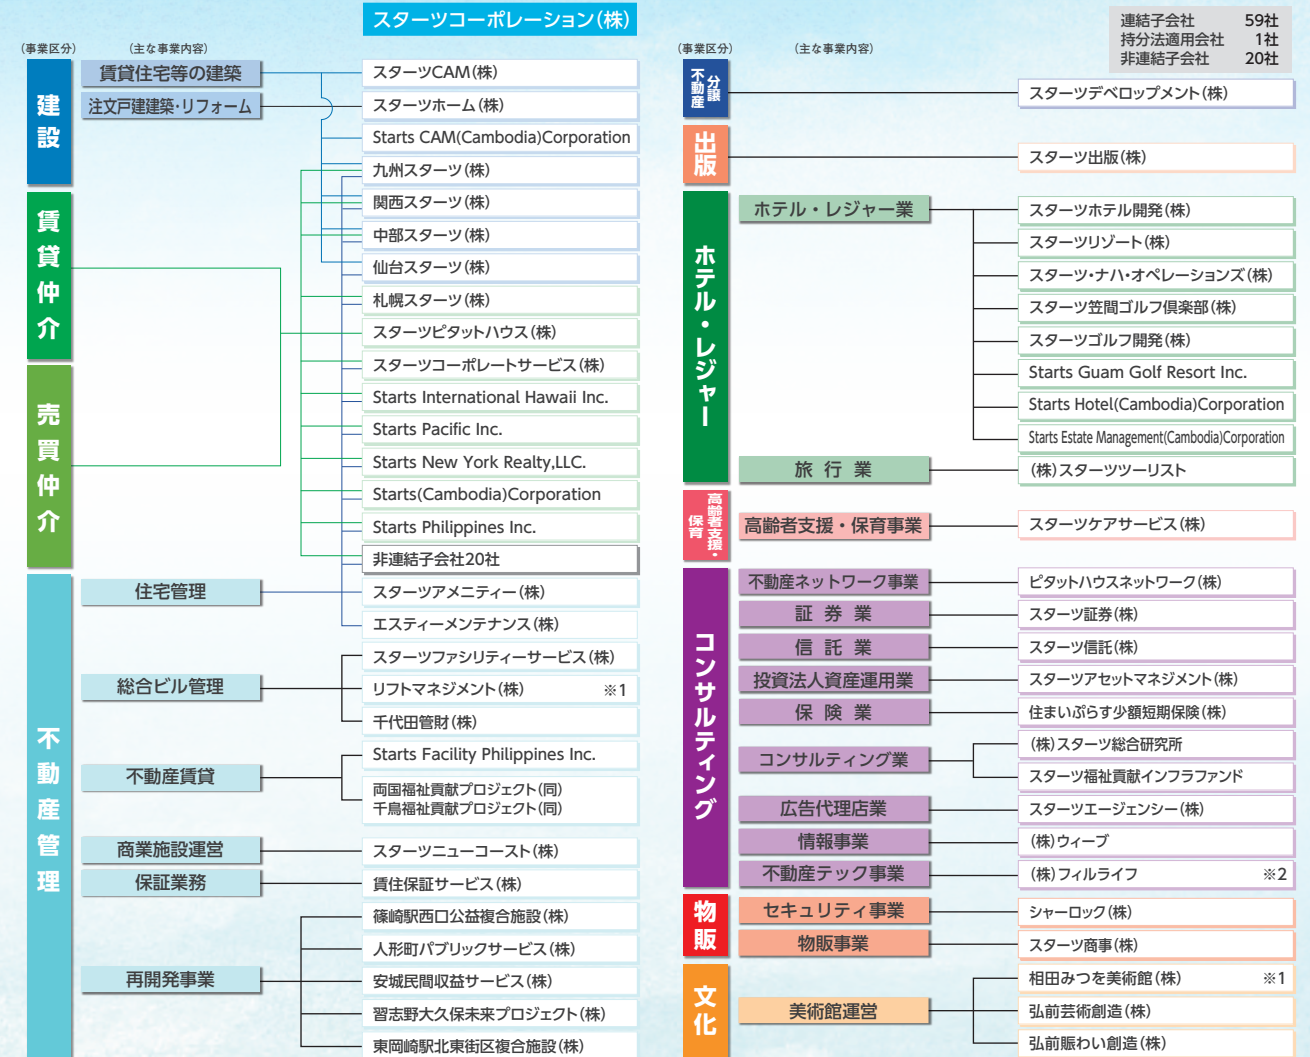 スターツコーポレーション(株)
(事業区分)
(主な事業内容)
建設
賃貸住宅等の建築
注文戸建建築・リフォーム
賃貸仲介
売買仲介
スターツCAM(株)
スターツホーム(株)
Starts CAM(Cambodia)Corporation
九州スターツ(株)
関西スターツ(株)
中部スターツ(株)
仙台スターツ(株)
札幌スターツ(株)
スターツピタットハウス(株)
スターツコーポレートサービス(株)
Starts International Hawaii Inc.
Starts Pacific Inc.
Starts New York Realty,LLC.
Starts(Cambodia)Corporation
Starts Philippines Inc.
非連結子会社20社
不動産管理
住宅管理
スターツアメニティー(株)
エスティーメンテナンス(株)
総合ビル管理
スターツファシリティーサービス(株)
リフトマネジメント(株) ※1
千代田管財(株)
不動産賃貸
Starts Facility Philippines Inc.
両国福祉貢献プロジェクト(同)
千鳥福祉貢献プロジェクト(同)
商業施設運営
スターツニューコースト(株)
保証業務
賃住保証サービス(株)
再開発事業
篠崎駅西口公益複合施設(株)
人形町パブリックサービス(株)
安城民間収益サービス(株)
習志野大久保未来プロジェクト(株)
東岡崎駅北東街区複合施設(株)
連結子会社 59社
持分法適用会社 1社
非連結子会社 20社
(事業区分)
(主な事業内容)
分譲
不動産
スターツデベロップメント(株)
出版
スターツ出版(株)
ホテル・レジャー
ホテル・レジャー業
スターツホテル開発(株)
スターツリゾート(株)
スターツ・ナハ・オペレーションズ(株)
スターツ笠間ゴルフ倶楽部(株)
スターツゴルフ開発(株)
Starts Guam Golf Resort Inc.
Starts Hotel(Cambodia)Corporation
Starts Estate Management(Cambodia)Corporation
旅行業
(株)スターツツーリスト
高齢者支援・
保育
高齢者支援・保育事業
スターツケアサービス(株)
コンサルティング
不動産ネットワーク事業
ピタットハウスネットワーク(株)
証券業
スターツ証券(株)
信託業
スターツ信託(株)
投資法人資産運用業
スターツアセットマネジメント(株)
保険業
住まいぷらす少額短期保険(株)
コンサルティング業
(株)スターツ総合研究所
スターツ福祉貢献インフラファンド
広告代理店業
スターツエージェンシー(株)
情報事業
(株)ウィーブ
不動産テック事業
(株)フィルライフ ※2
物販
セキュリティ事業
シャーロック(株)
物販事業
スターツ商事(株)
文化
美術館運営
相田みつを美術館(株) ※1
弘前芸術創造(株)
弘前賑わい創造(株)